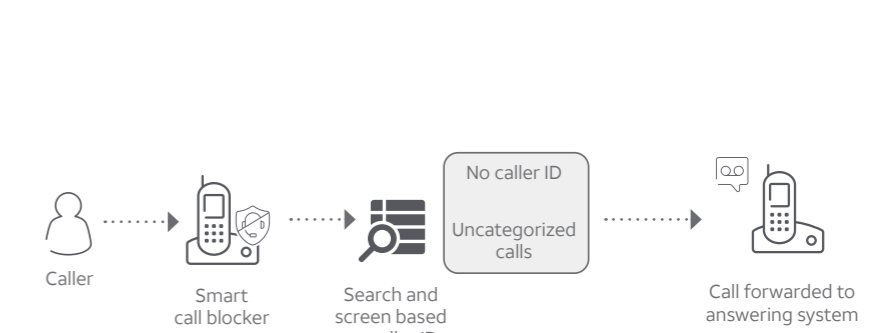 No caller ID
Uncategorized
calls
Caller
Smart
call blocker
Search and
screen based
Call forwarded to
answering system